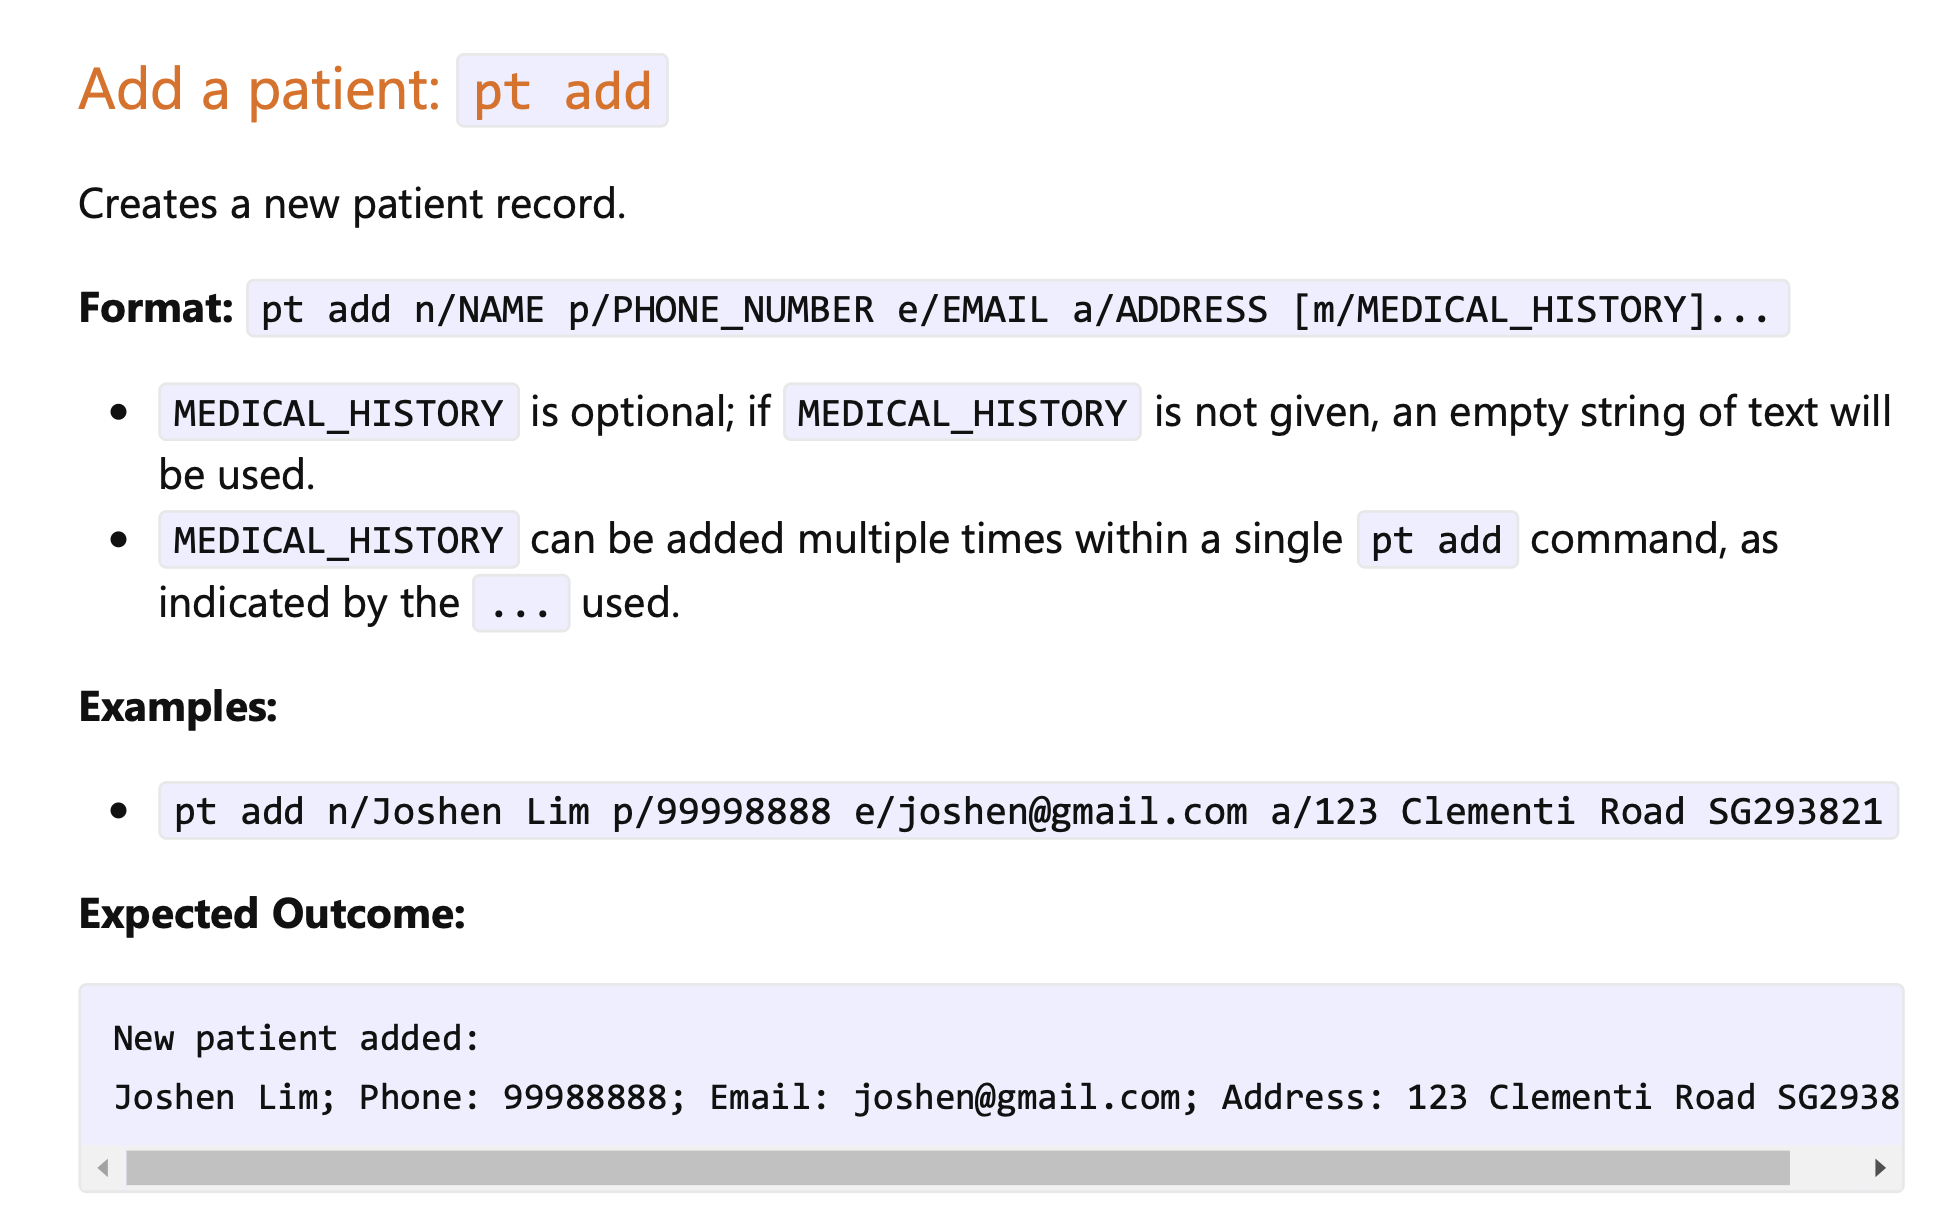 Add a patient: pt add
Creates a new patient record.
Format: pt add n/NAME p/PHONE_NUMBER e/EMAIL a/ADDRESS [m/MEDICAL_HISTORY]...
• MEDICAL_HISTORY is optional; if MEDICAL_HISTORY is not given, an empty string of text will
be used.
• MEDICAL_HISTORY can be added multiple times within a single pt add command, as
indicated by the ... used.
Examples:
• pt add n/Joshen Lim p/99998888 e/joshen@gmail.com a/123 Clementi Road SG293821
Expected Outcome:
New patient added:
Joshen Lim; Phone: 99988888; Email: joshen@gmail.com; Address: 123 Clementi Road SG2938